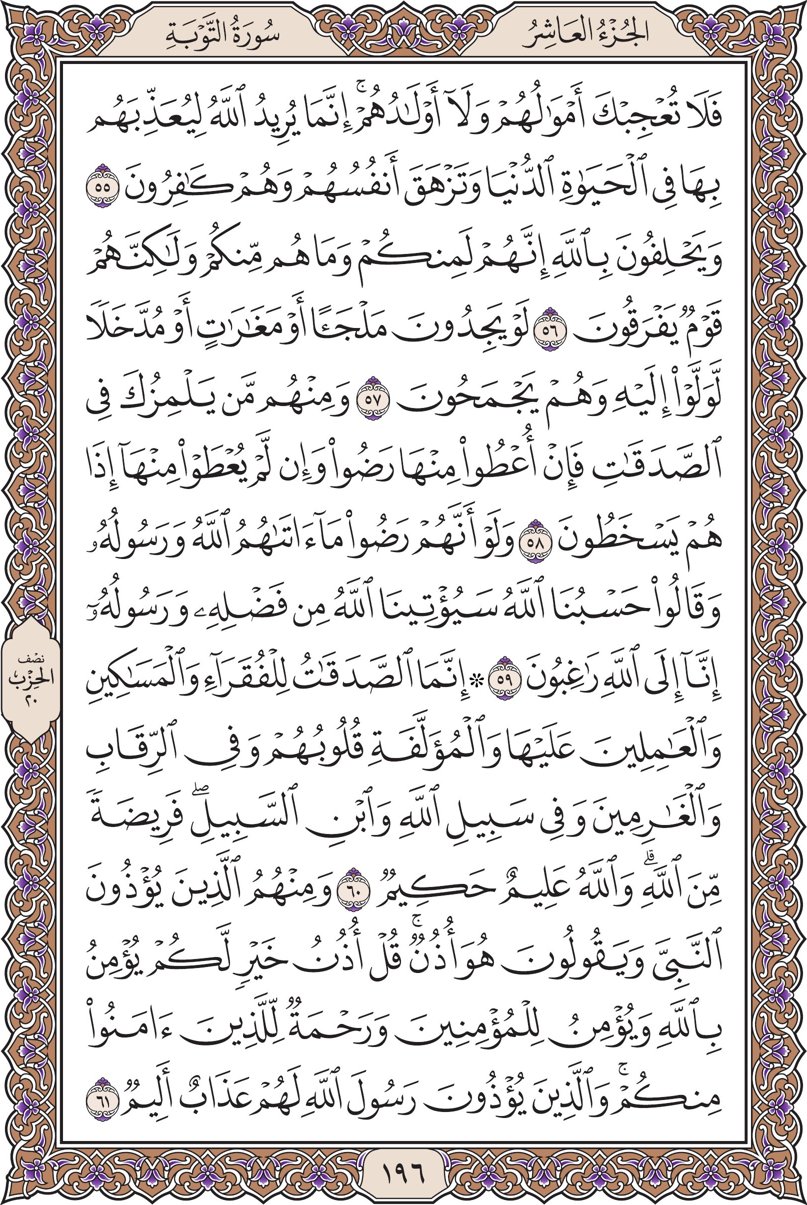 الجُزْءُ العَاشِرُ
سُورَةُ التَّوْبَةِ
فَلَا تُعْجِبْكَ أَمْوَٰلُهُمْ وَلَآ أَوْلَٰدُهُمْ ۚ إِنَّمَا يُرِيدُ ٱللَّهُ لِيُعَذِّبَهُم
بِهَا فِي ٱلْحَيَوٰةِ ٱلدُّنْيَا وَتَزْهَقَ أَنفُسُهُمْ وَهُمْ كَٰفِرُونَ ٥٥
وَيَحْلِفُونَ بِٱللَّهِ إِنَّهُمْ لَمِنكُمْ وَمَا هُم مِّنكُمْ وَلَٰكِنَّهُمْ
قَوْمٌ يَفْرَقُونَ ٥٦ لَوْ يَجِدُونَ مَلْجَـًٔا أَوْ مَغَٰرَٰتٍ أَوْ مُدَّخَلًا
لَّوَلَّوْا۟ إِلَيْهِ وَهُمْ يَجْمَحُونَ ٥٧ وَمِنْهُم مَّن يَلْمِزُكَ فِي
ٱلصَّدَقَٰتِ فَإِنْ أُعْطُوا۟ مِنْهَا رَضُوا۟ وَإِن لَّمْ يُعْطَوْا۟ مِنْهَآ إِذَا
هُمْ يَسْخَطُونَ ٥٨ وَلَوْ أَنَّهُمْ رَضُوا۟ مَآ ءَاتَىٰهُمُ ٱللَّهُ وَرَسُولُهُۥ
وَقَالُوا۟ حَسْبُنَا ٱللَّهُ سَيُؤْتِينَا ٱللَّهُ مِن فَضْلِهِۦ وَرَسُولُهُۥٓ
إِنَّآ إِلَى ٱللَّهِ رَٰغِبُونَ ٥٩ * إِنَّمَا ٱلصَّدَقَٰتُ لِلْفُقَرَآءِ وَٱلْمَسَٰكِينِ
نصف
الحِزْب
٢٠
وَٱلْعَٰمِلِينَ عَلَيْهَا وَٱلْمُؤَلَّفَةِ قُلُوبُهُمْ وَفِي ٱلرِّقَابِ
وَٱلْغَٰرِمِينَ وَفِي سَبِيلِ ٱللَّهِ وَٱبْنِ ٱلسَّبِيلِ ۖ فَرِيضَةً
مِّنَ ٱللَّهِ ۗ وَٱللَّهُ عَلِيمٌ حَكِيمٌ ٦٠ وَمِنْهُمُ ٱلَّذِينَ يُؤْذُونَ
ٱلنَّبِيَّ وَيَقُولُونَ هُوَ أُذُنٌ ۚ قُلْ أُذُنُ خَيْرٍ لَّكُمْ يُؤْمِنُ
بِٱللَّهِ وَيُؤْمِنُ لِلْمُؤْمِنِينَ وَرَحْمَةٌ لِّلَّذِينَ ءَامَنُوا۟
مِنكُمْ ۚ وَٱلَّذِينَ يُؤْذُونَ رَسُولَ ٱللَّهِ لَهُمْ عَذَابٌ أَلِيمٌ ٦١
١٩٦